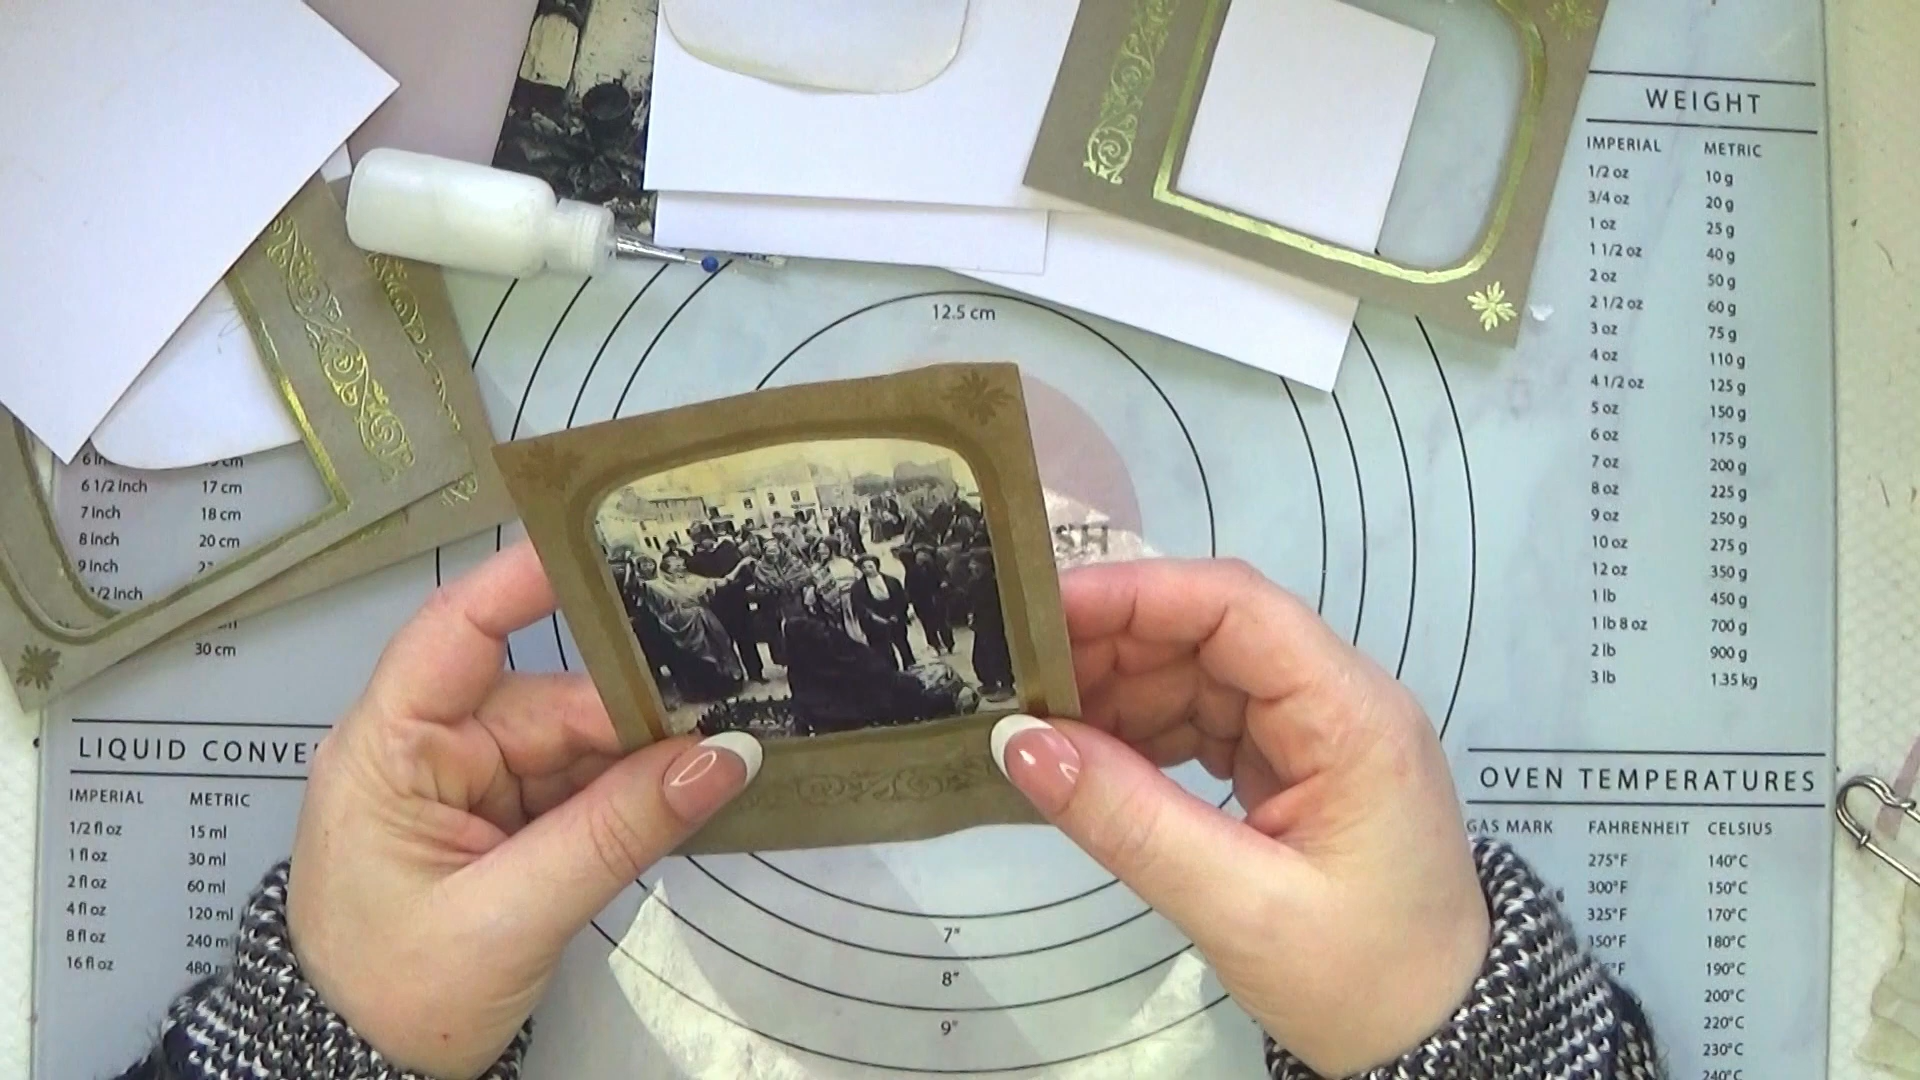 WEIGHT
IMPERIAL METRIC
1/2 oz 10 g
3/4 oz 20 g
1 oz 25 g
1 1/2 oz 40 g
2 oz 50 g
2 1/2 oz 60 g
3 oz 75 g
4 oz 110 g
4 1/2 oz 125 g
5 oz 150 g
6 oz 175 g
7 oz 200 g
8 oz 225 g
9 oz 250 g
10 oz 275 g
12 oz 350 g
1 lb 450 g
1 lb 8 oz 700 g
2 lb 900 g
3 lb 1.35 kg
12.5 cm
SH
6 1/2 Inch 17 cm
7 Inch 18 cm
8 Inch 20 cm
9 Inch
1/2 Inch
30 cm
LIQUID CONVE
IMPERIAL METRIC
1/2 fl oz 15 ml
1 fl oz 30 ml
2 fl oz 60 ml
4 fl oz 120 ml
8 fl oz 240 m
16 fl oz 480
7"
8"
9"
OVEN TEMPERATURES
GAS MARK FAHRENHEIT CELSIUS
275°F 140°C
300°F 150°C
325°F 170°C
350°F 180°C
°F 190°C
200°C
220°C
230°C
240°C